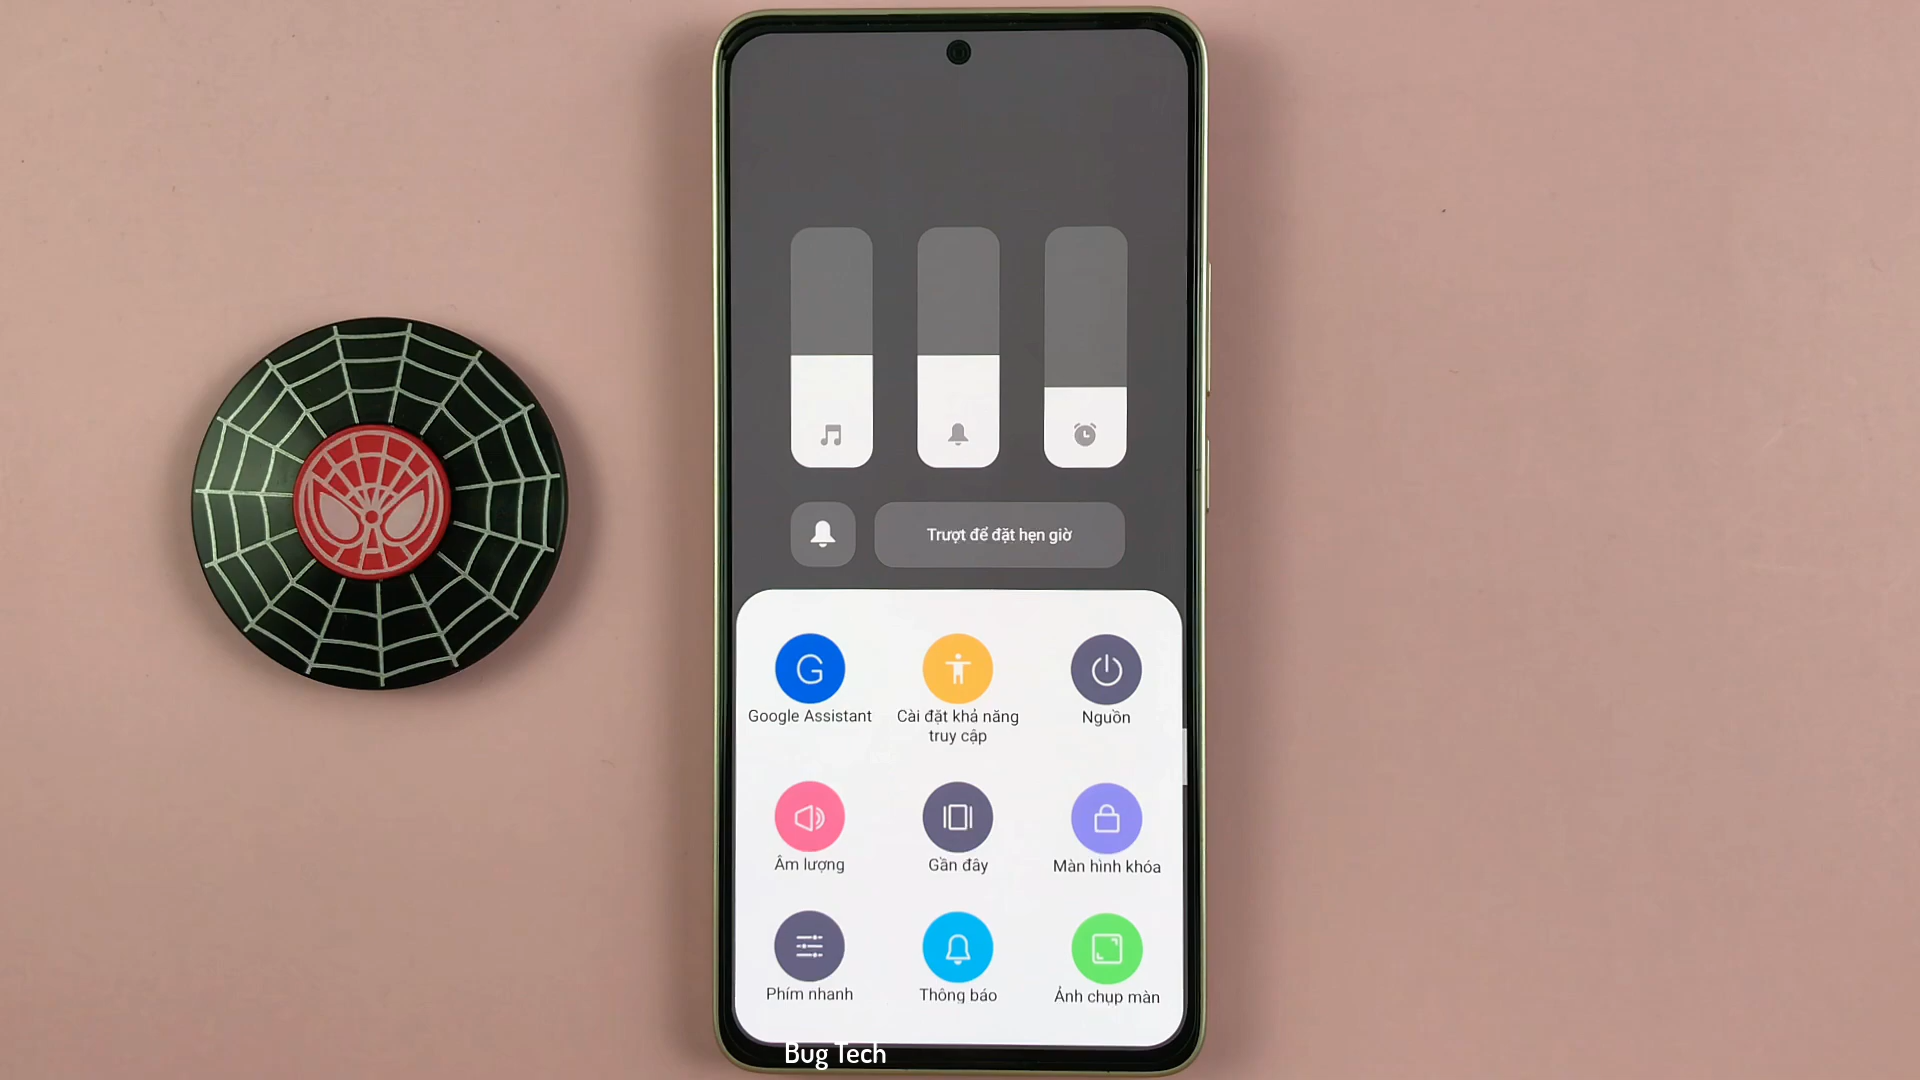 Trượt để đặt hẹn giờ
Google Assistant
Cài đặt khả năng
truy cập
Nguồn
Âm lượng
Gần đây
Màn hình khóa
Phím nhanh
Thông báo
Ảnh chụp màn
Bug Tech